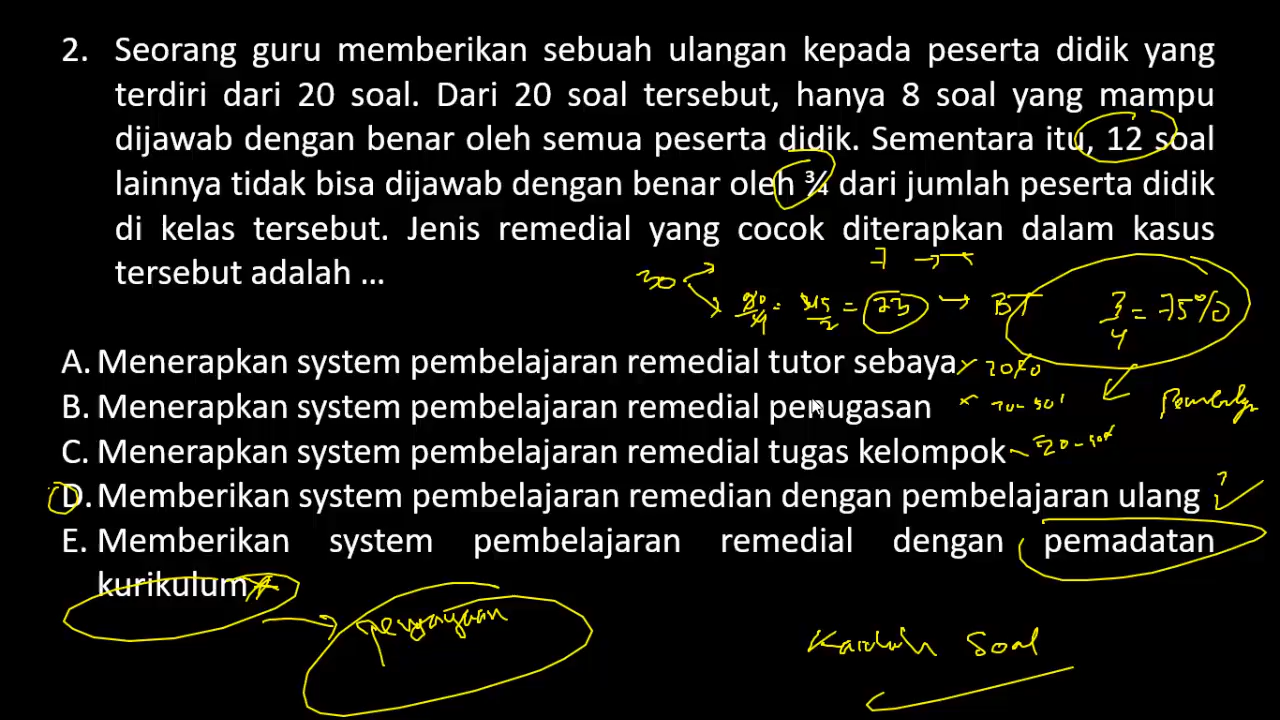 2. Seorang guru memberikan sebuah ulangan kepada peserta didik yang
terdiri dari 20 soal. Dari 20 soal tersebut, hanya 8 soal yang mampu
dijawab dengan benar oleh semua peserta didik. Sementara itu, 12 soal
lainnya tidak bisa dijawab dengan benar oleh ¾ dari jumlah peserta didik
di kelas tersebut. Jenis remedial yang cocok diterapkan dalam kasus
tersebut adalah ...
7
30
= 23
BT
3/4 = 75%
A. Menerapkan system pembelajaran remedial tutor sebaya
20%
B. Menerapkan system pembelajaran remedial penugasan
C. Menerapkan system pembelajaran remedial tugas kelompok
D. Memberikan system pembelajaran remedian dengan pembelajaran ulang
E. Memberikan system pembelajaran remedial dengan pemadatan
kurikulum
pengayaan
Kaidah Soal